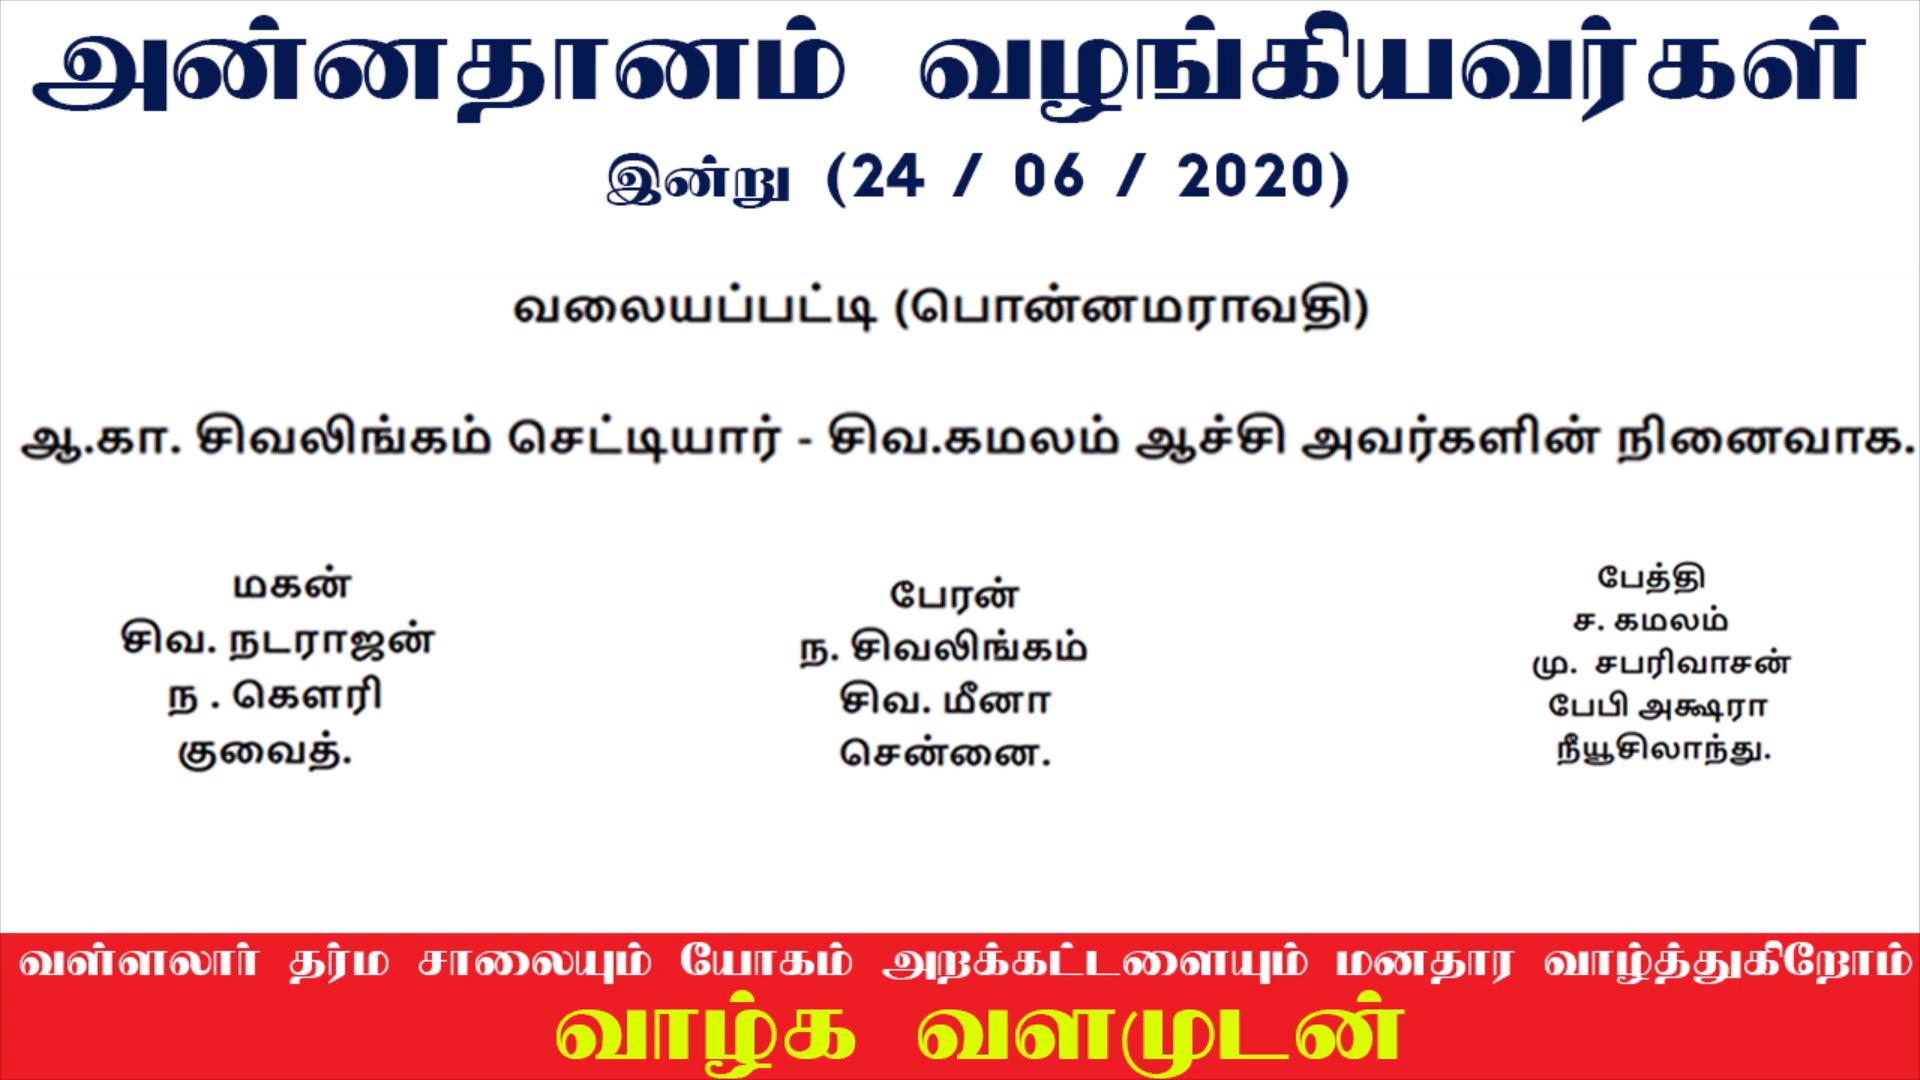 அன்னதானம் வழங்கியவர்கள்
இன்று (24 / 06 / 2020)
வலையப்பட்டி (பொன்னமராவதி)
ஆ.கா. சிவலிங்கம் செட்டியார் - சிவ.கமலம் ஆச்சி அவர்களின் நினைவாக.
மகன்
சிவ. நடராஜன்
ந . கௌரி
குவைத்.
பேரன்
ந. சிவலிங்கம்
சிவ. மீனா
சென்னை.
பேத்தி
ச. கமலம்
மு. சபரிவாசன்
பேபி அக்ஷரா
நீயூசிலாந்து.
வள்ளலார் தர்ம சாலையும் யோகம் அறக்கட்டளையும் மனதார வாழ்த்துகிறோம்
வாழ்க வளமுடன்